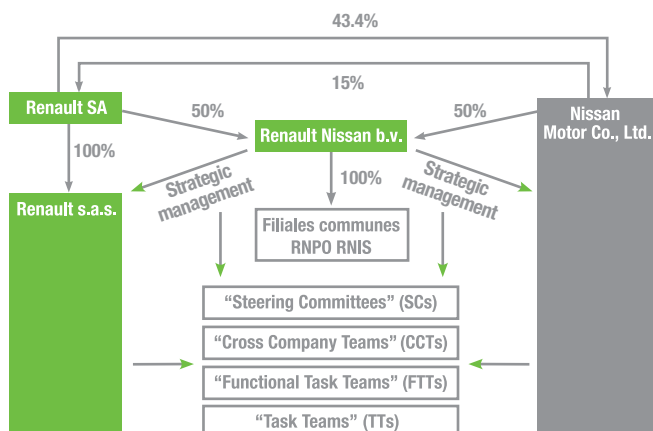 43.4%
15%
Renault SA
50%
50%
Nissan
Motor Co., Ltd.
Renault Nissan b.v.
100%
Strategic
management
100%
Strategic
management
Renault s.a.s.
Filiales communes
RNPO RNIS
“Steering Committees” (SCs)
“Cross Company Teams” (CCTs)
“Functional Task Teams” (FTTs)
“Task Teams” (TTs)